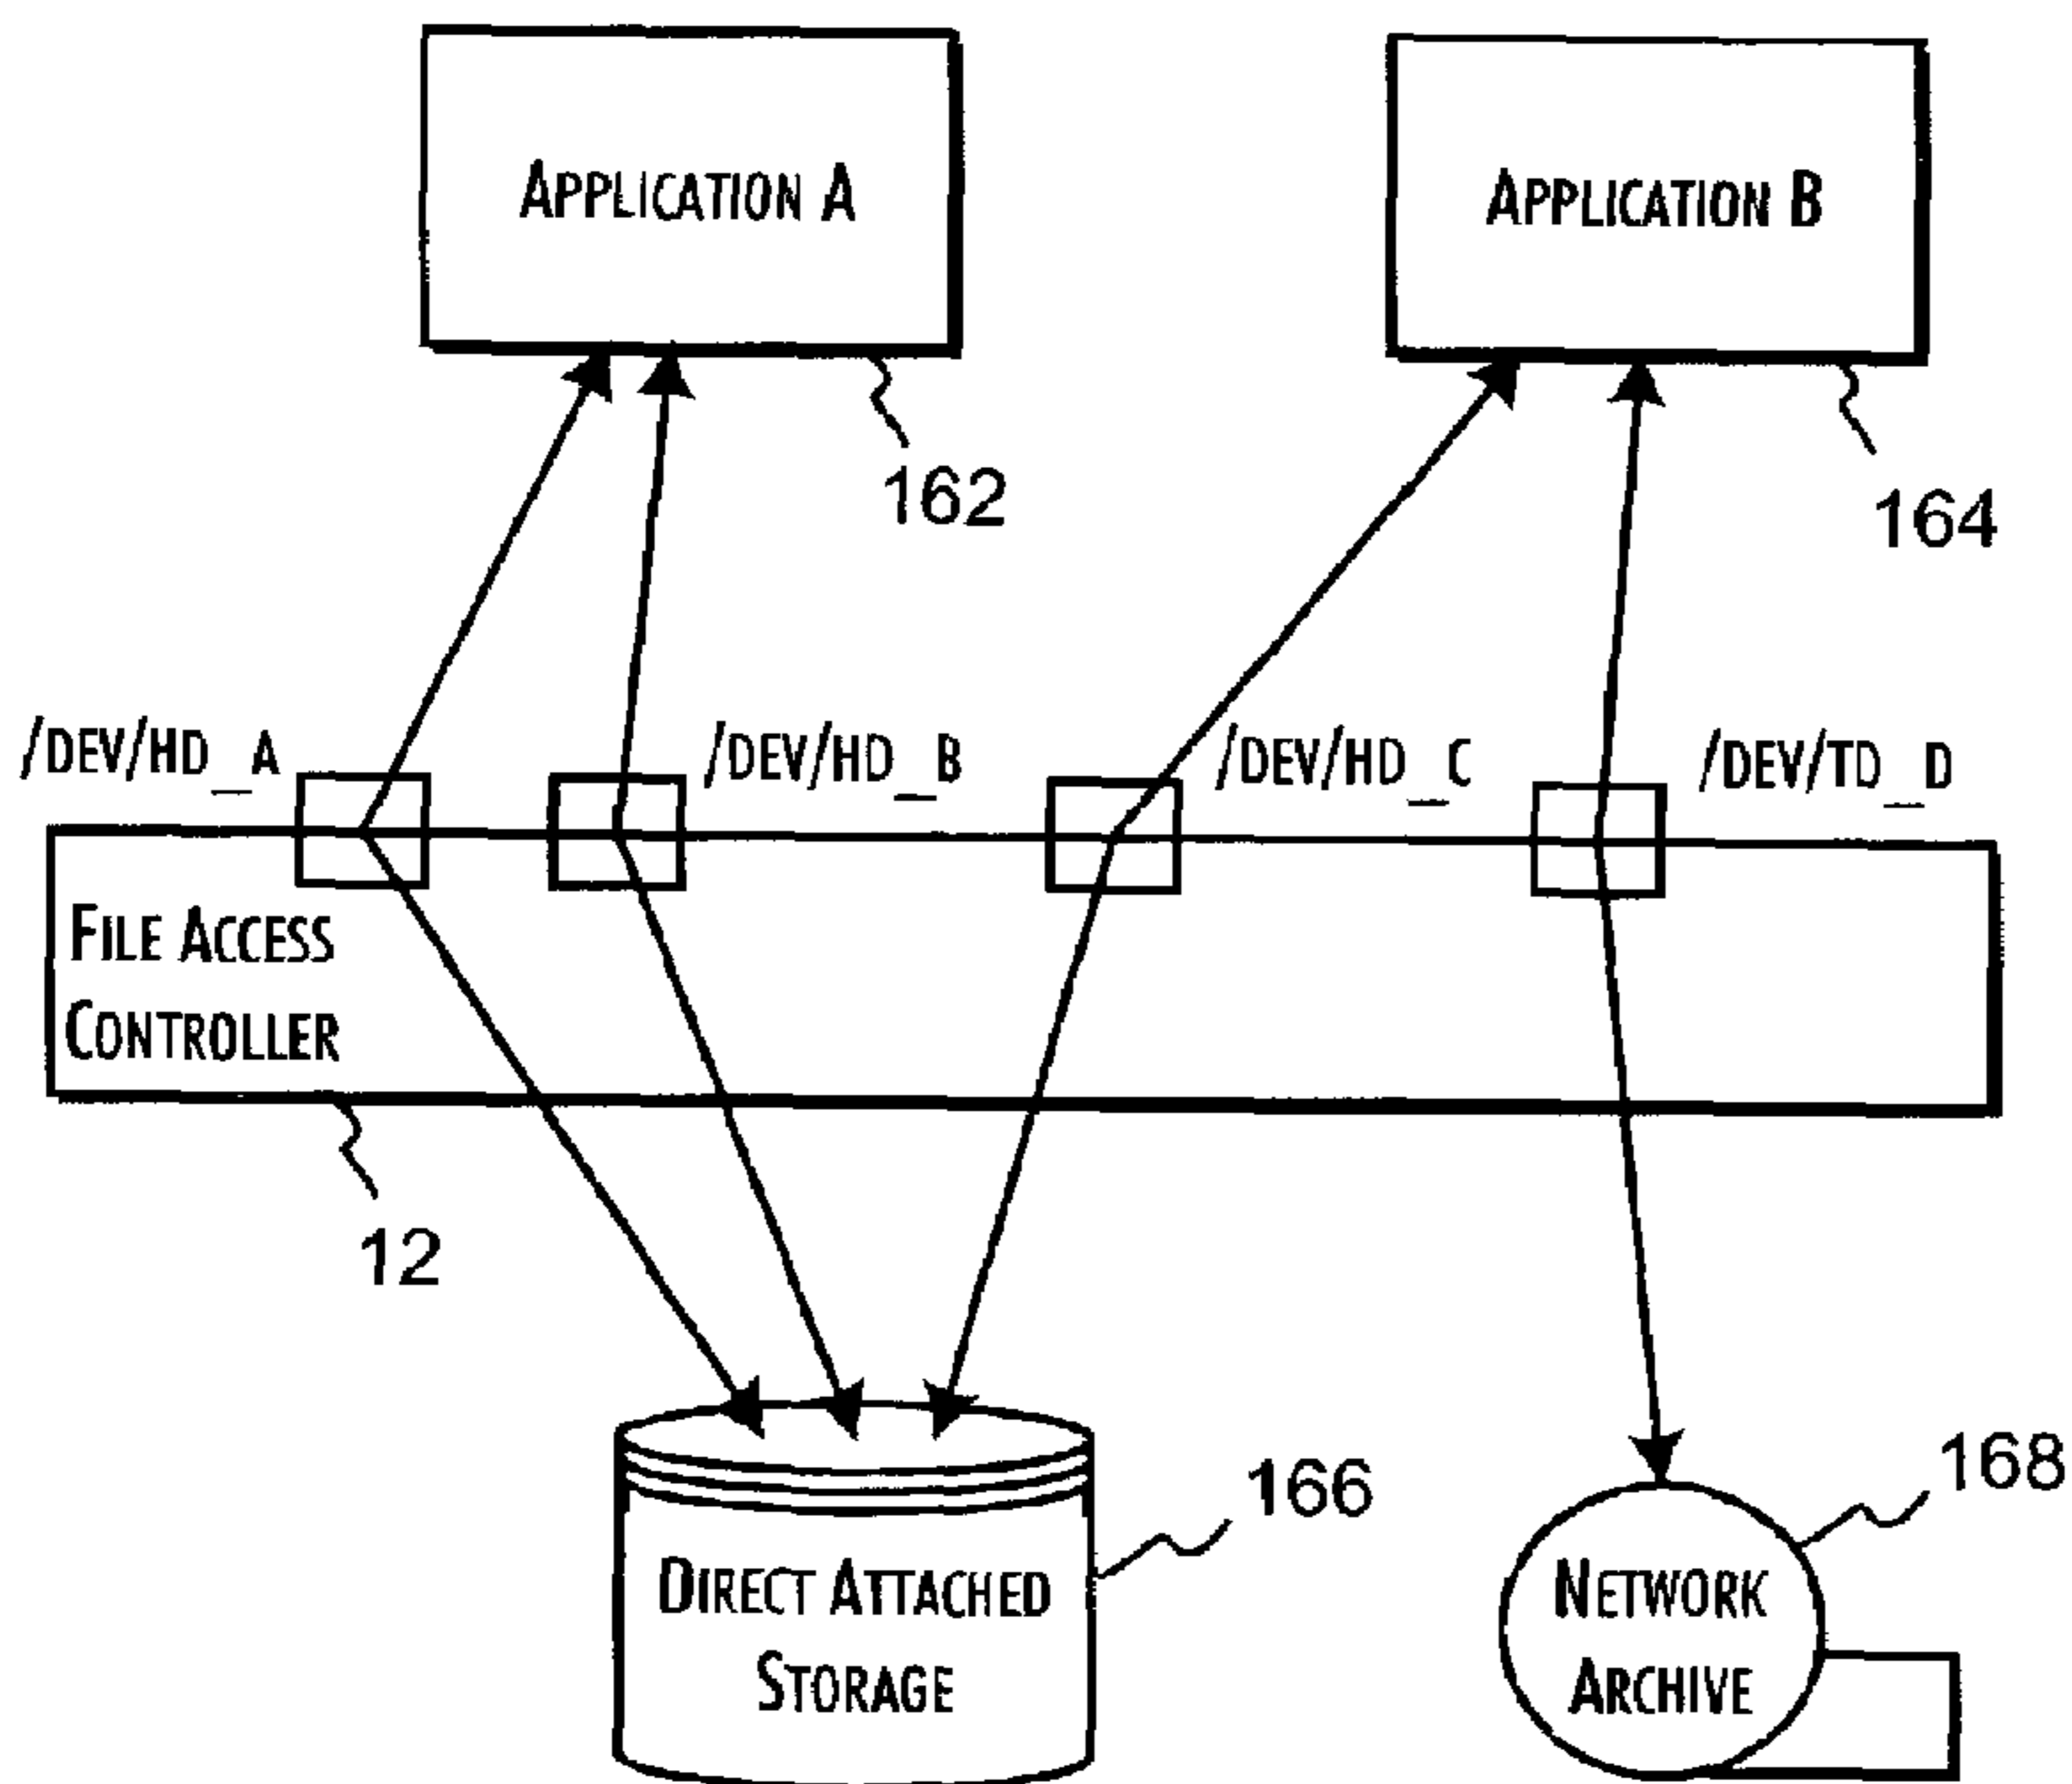 APPLICATION A
APPLICATION B
162
164
/DEV/HD_A
/DEV/HD_B
/DEV/HD_C
/DEV/TD_D
FILE ACCESS
CONTROLLER
12
166
168
DIRECT ATTACHED
STORAGE
NETWORK
ARCHIVE